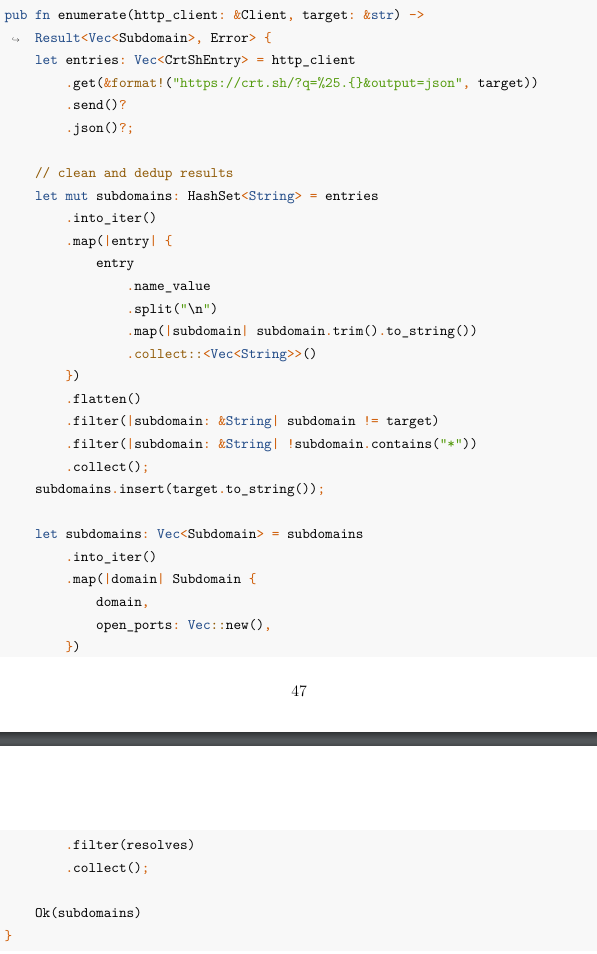 pub fn enumerate(http_client: &Client, target: &str) ->
↪  Result<Vec<Subdomain>, Error> {
    let entries: Vec<CrtShEntry> = http_client
        .get(&format!("https://crt.sh/?q=%25.{}&output=json", target))
        .send()?
        .json()?;

    // clean and dedup results
    let mut subdomains: HashSet<String> = entries
        .into_iter()
        .map(|entry| {
            entry
                .name_value
                .split("\n")
                .map(|subdomain| subdomain.trim().to_string())
                .collect::<Vec<String>>()
        })
        .flatten()
        .filter(|subdomain: &String| subdomain != target)
        .filter(|subdomain: &String| !subdomain.contains("*"))
        .collect();
    subdomains.insert(target.to_string());

    let subdomains: Vec<Subdomain> = subdomains
        .into_iter()
        .map(|domain| Subdomain {
            domain,
            open_ports: Vec::new(),
        })
47
        .filter(resolves)
        .collect();

    Ok(subdomains)
}